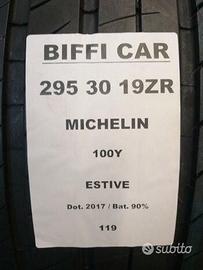 BIFFI CAR
295 30 19ZR
MICHELIN
100Y
ESTIVE
Dot. 2017 / Bat. 90%
119
subito